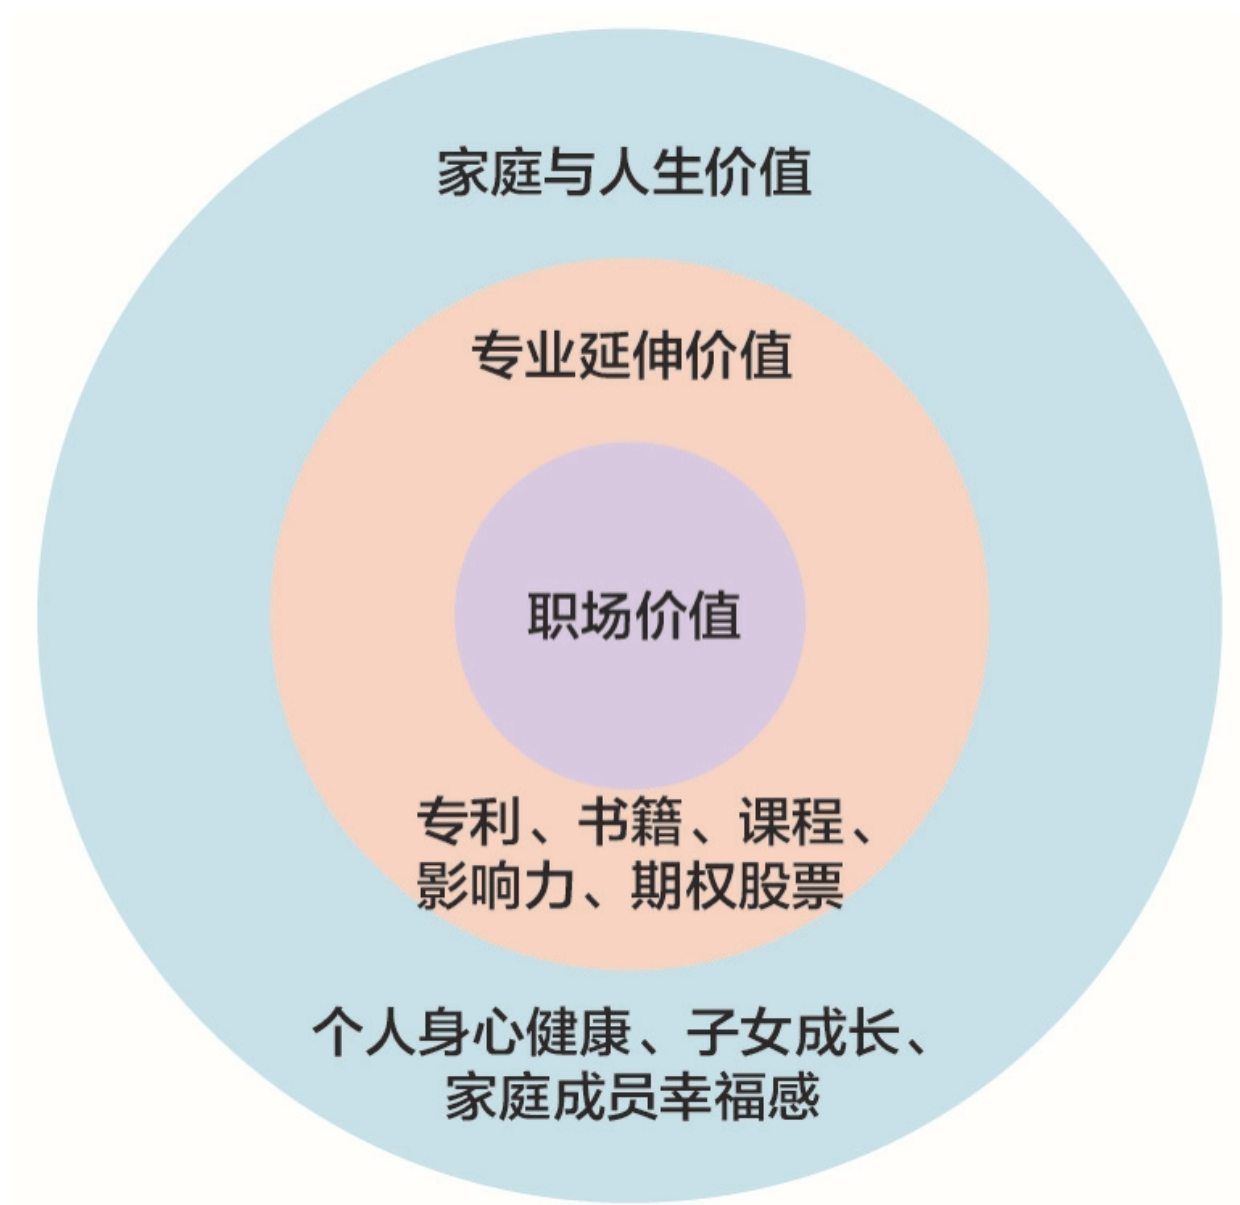 家庭与人生价值
专业延伸价值
职场价值
专利、书籍、课程、
影响力、期权股票
个人身心健康、子女成长、
家庭成员幸福感